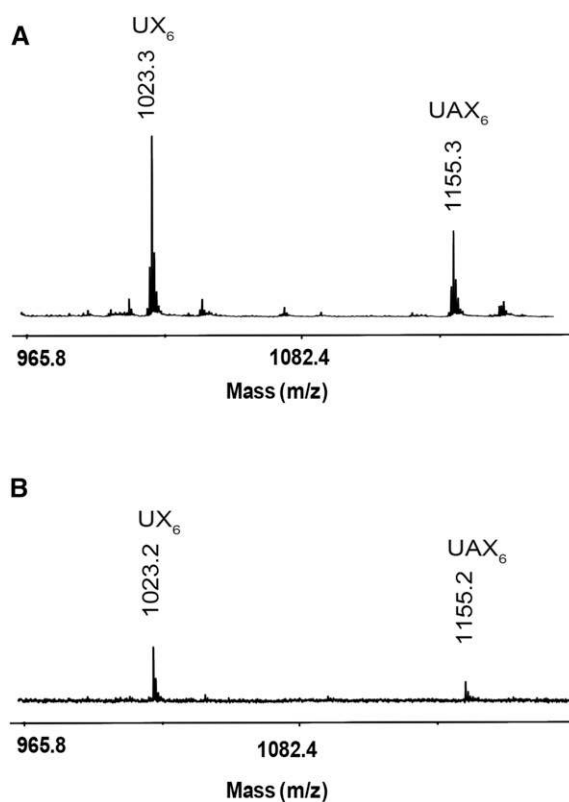 A
UX₆
1023.3
UAX₆
1155.3
965.8
1082.4
Mass (m/z)
B
UX₆
1023.2
UAX₆
1155.2
965.8
1082.4
Mass (m/z)